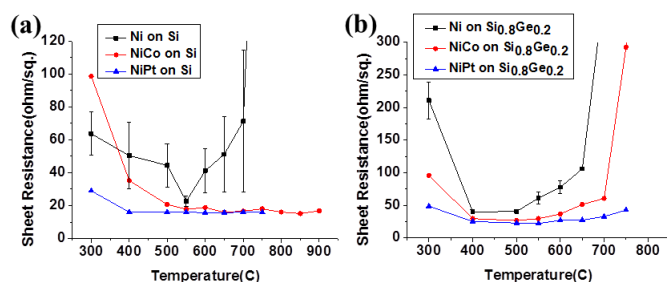 (a)
Sheet Resistance(ohm/sq.)
120
100
80
60
40
20
0
Ni on Si
NiCo on Si
NiPt on Si
300 400 500 600 700 800 900
Temperature(C)
(b)
Sheet Resistance(ohm/sq.)
300
250
200
150
100
50
0
Ni on Si0.8Ge0.2
NiCo on Si0.8Ge0.2
NiPt on Si0.8Ge0.2
300 400 500 600 700 800
Temperature(C)